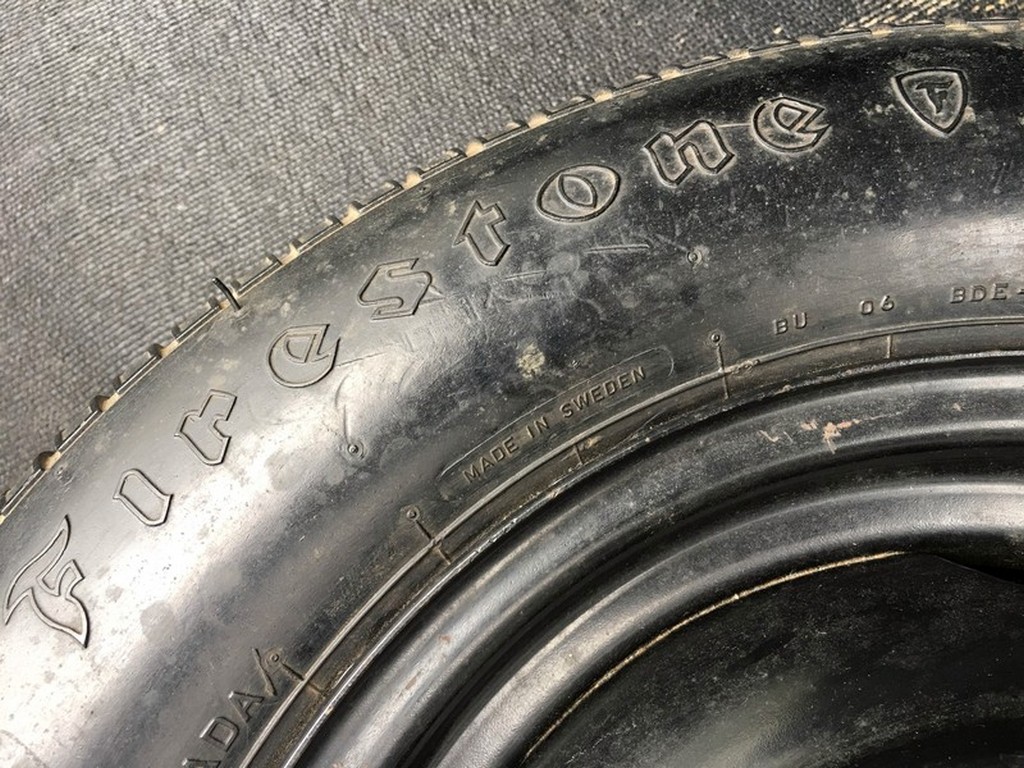 Firestone F
MADE IN SWEDEN
BU 06 BDE-